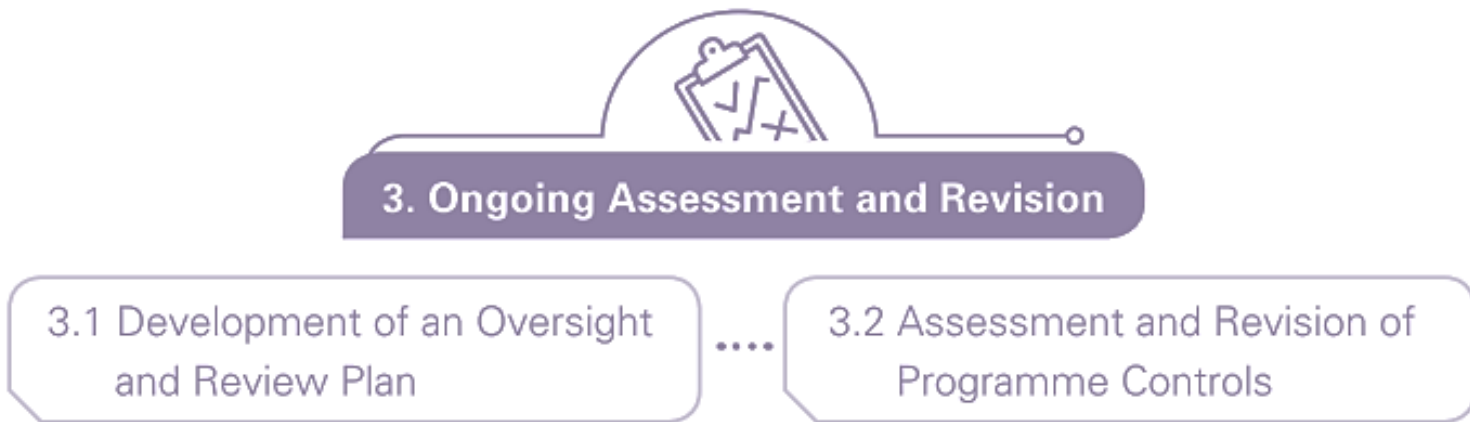 3. Ongoing Assessment and Revision
3.1 Development of an Oversight
and Review Plan
3.2 Assessment and Revision of
Programme Controls